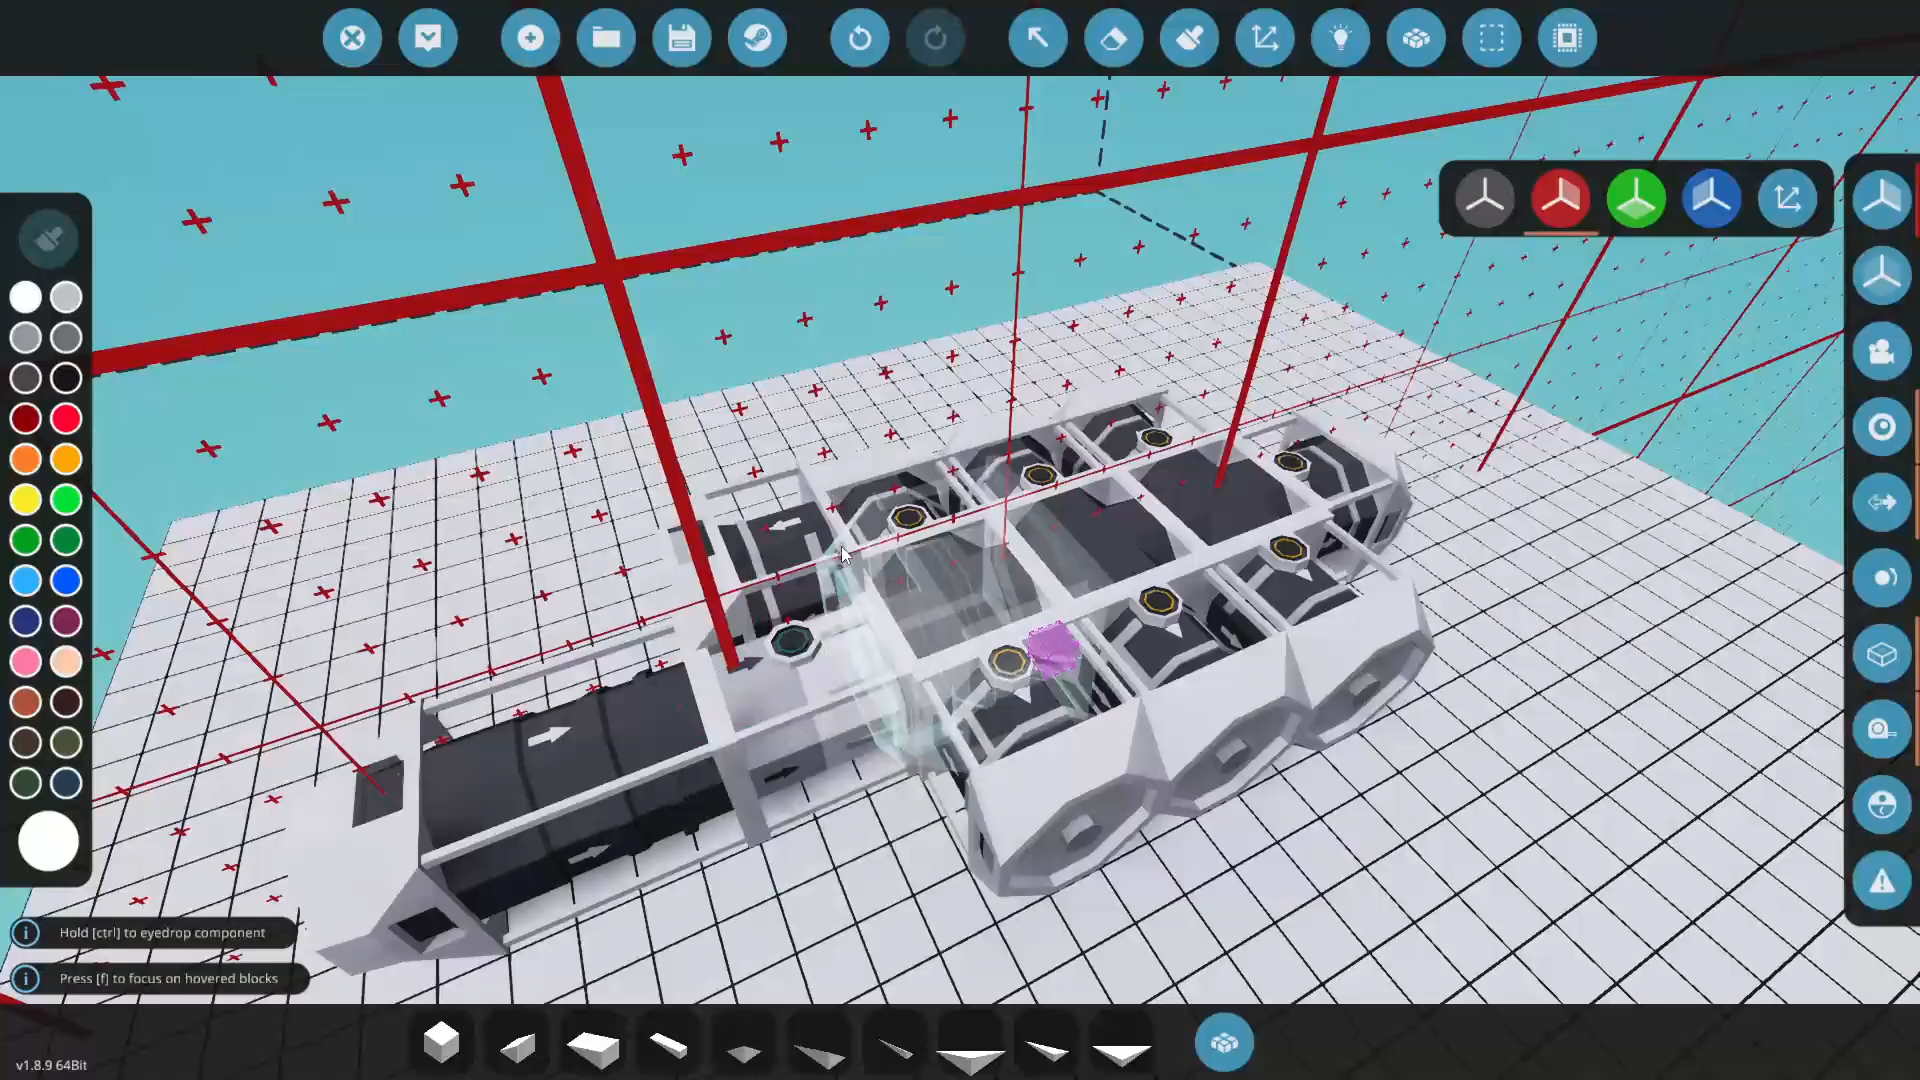 Hold [ctrl] to eyedrop component
Press [f] to focus on hovered blocks
v1.8.9 64Bit